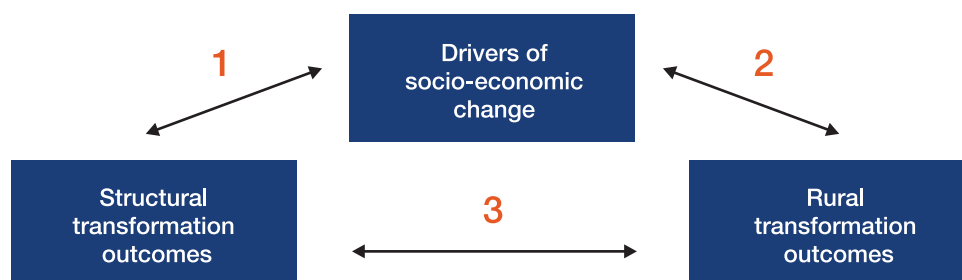 Drivers of
socio-economic
change
1
2
Structural
transformation
outcomes
3
Rural
transformation
outcomes